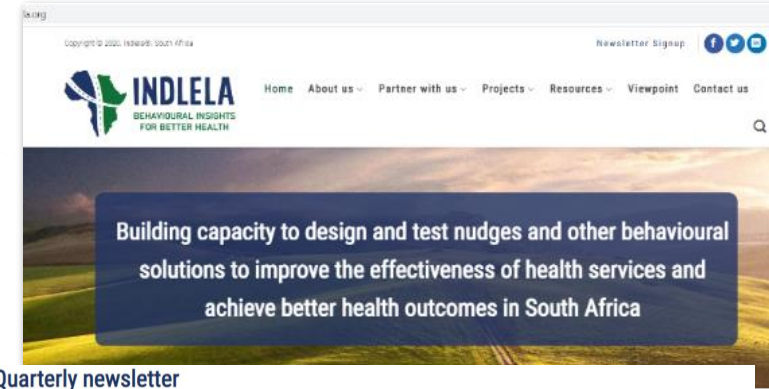 la.org
Copyright © 2020, Indlela®, South Africa
Newsletter Signup
INDLELA
BEHAVIOURAL INSIGHTS
FOR BETTER HEALTH
Home About us Partner with us Projects Resources Viewpoint Contact us
Building capacity to design and test nudges and other behavioural
solutions to improve the effectiveness of health services and
achieve better health outcomes in South Africa
Quarterly newsletter